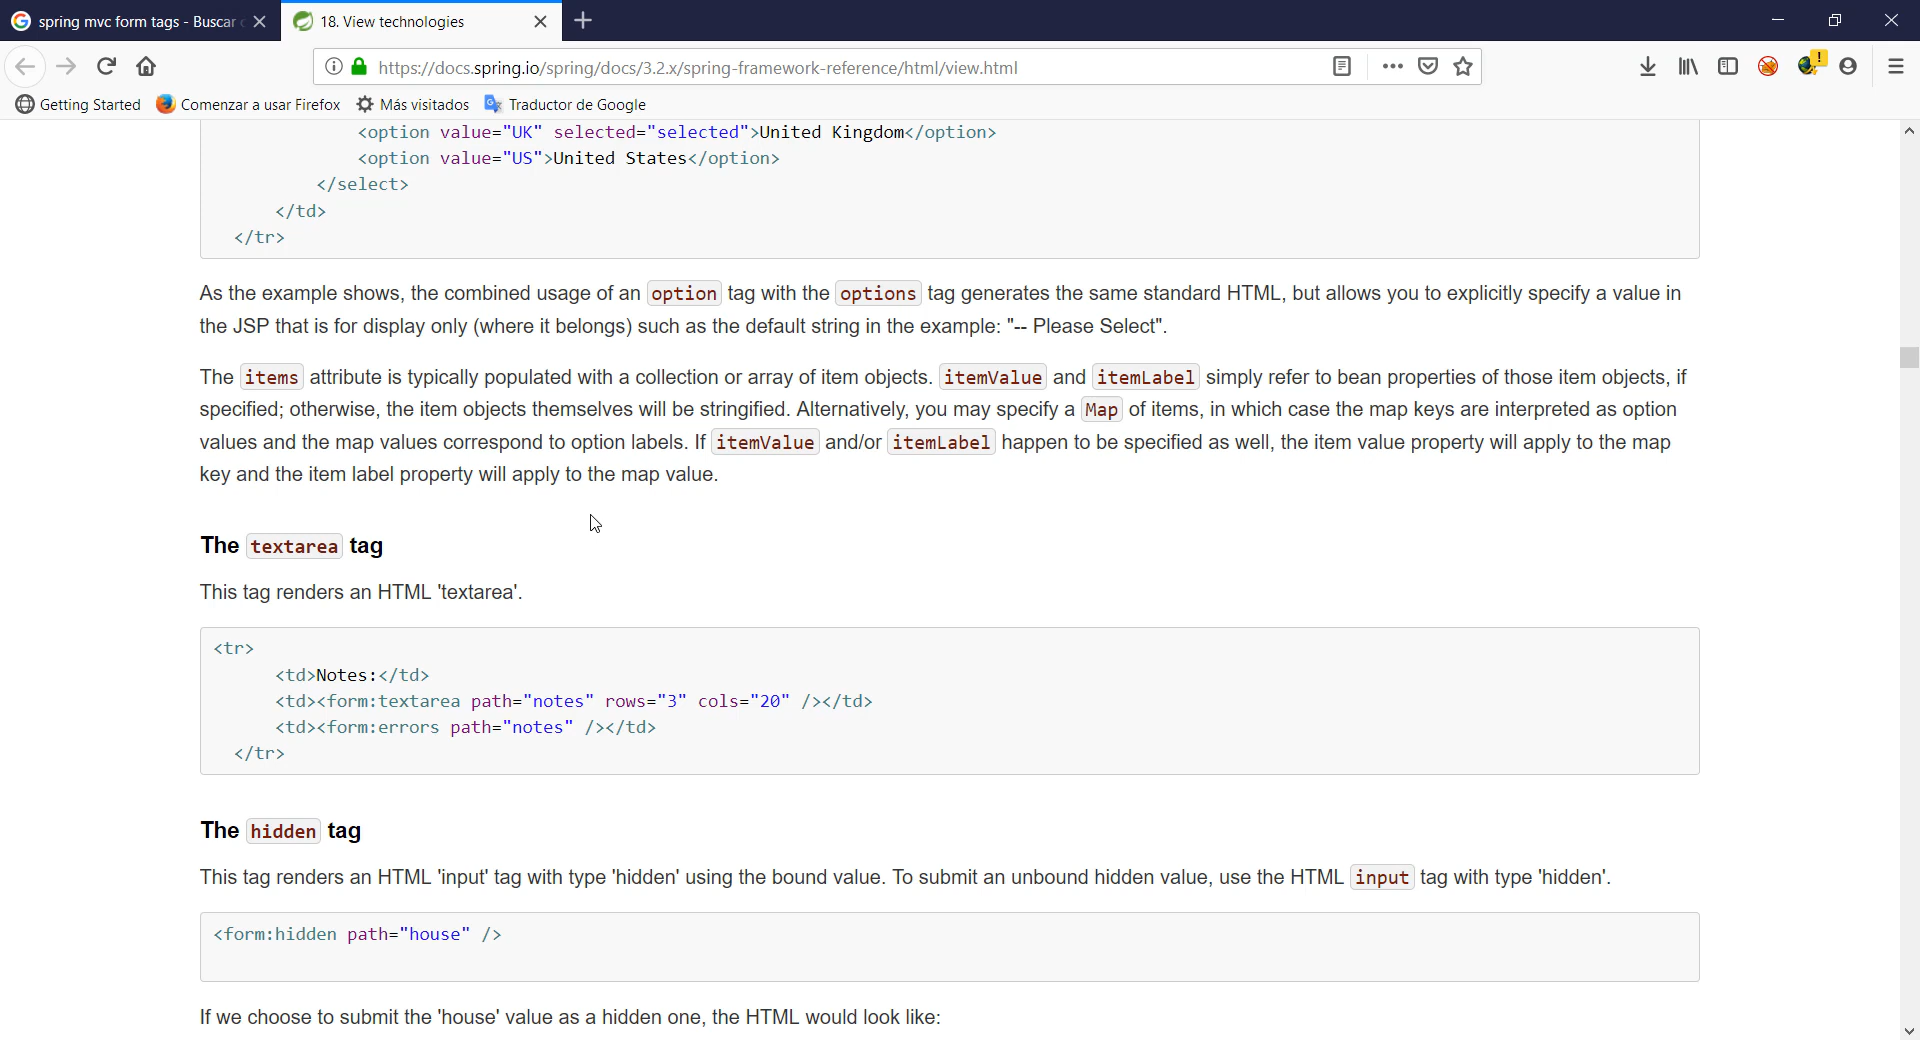 spring mvc form tags - Buscar
18. View technologies
https://docs.spring.io/spring/docs/3.2.x/spring-framework-reference/html/view.html
Getting Started
Comenzar a usar Firefox
Más visitados
Traductor de Google
<option value="UK" selected="selected">United Kingdom</option>
<option value="US">United States</option>
</select>
</td>
</tr>
As the example shows, the combined usage of an option tag with the options tag generates the same standard HTML, but allows you to explicitly specify a value in
the JSP that is for display only (where it belongs) such as the default string in the example: "-- Please Select".
The items attribute is typically populated with a collection or array of item objects. itemValue and itemLabel simply refer to bean properties of those item objects, if
specified; otherwise, the item objects themselves will be stringified. Alternatively, you may specify a Map of items, in which case the map keys are interpreted as option
values and the map values correspond to option labels. If itemValue and/or itemLabel happen to be specified as well, the item value property will apply to the map
key and the item label property will apply to the map value.
The textarea tag
This tag renders an HTML 'textarea'.
<tr>
<td>Notes:</td>
<td><form:textarea path="notes" rows="3" cols="20" /></td>
<td><form:errors path="notes" /></td>
</tr>
The hidden tag
This tag renders an HTML 'input' tag with type 'hidden' using the bound value. To submit an unbound hidden value, use the HTML input tag with type 'hidden'.
<form:hidden path="house" />
If we choose to submit the 'house' value as a hidden one, the HTML would look like: